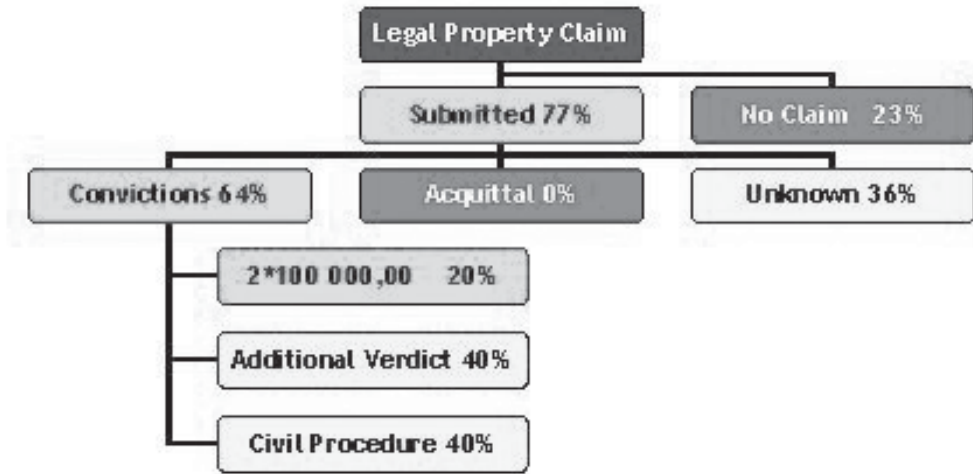 Legal Property Claim
Submitted 77%
No Claim 23%
Convictions 64%
Acquittal 0%
Unknown 36%
2*100 000,00 20%
Additional Verdict 40%
Civil Procedure 40%